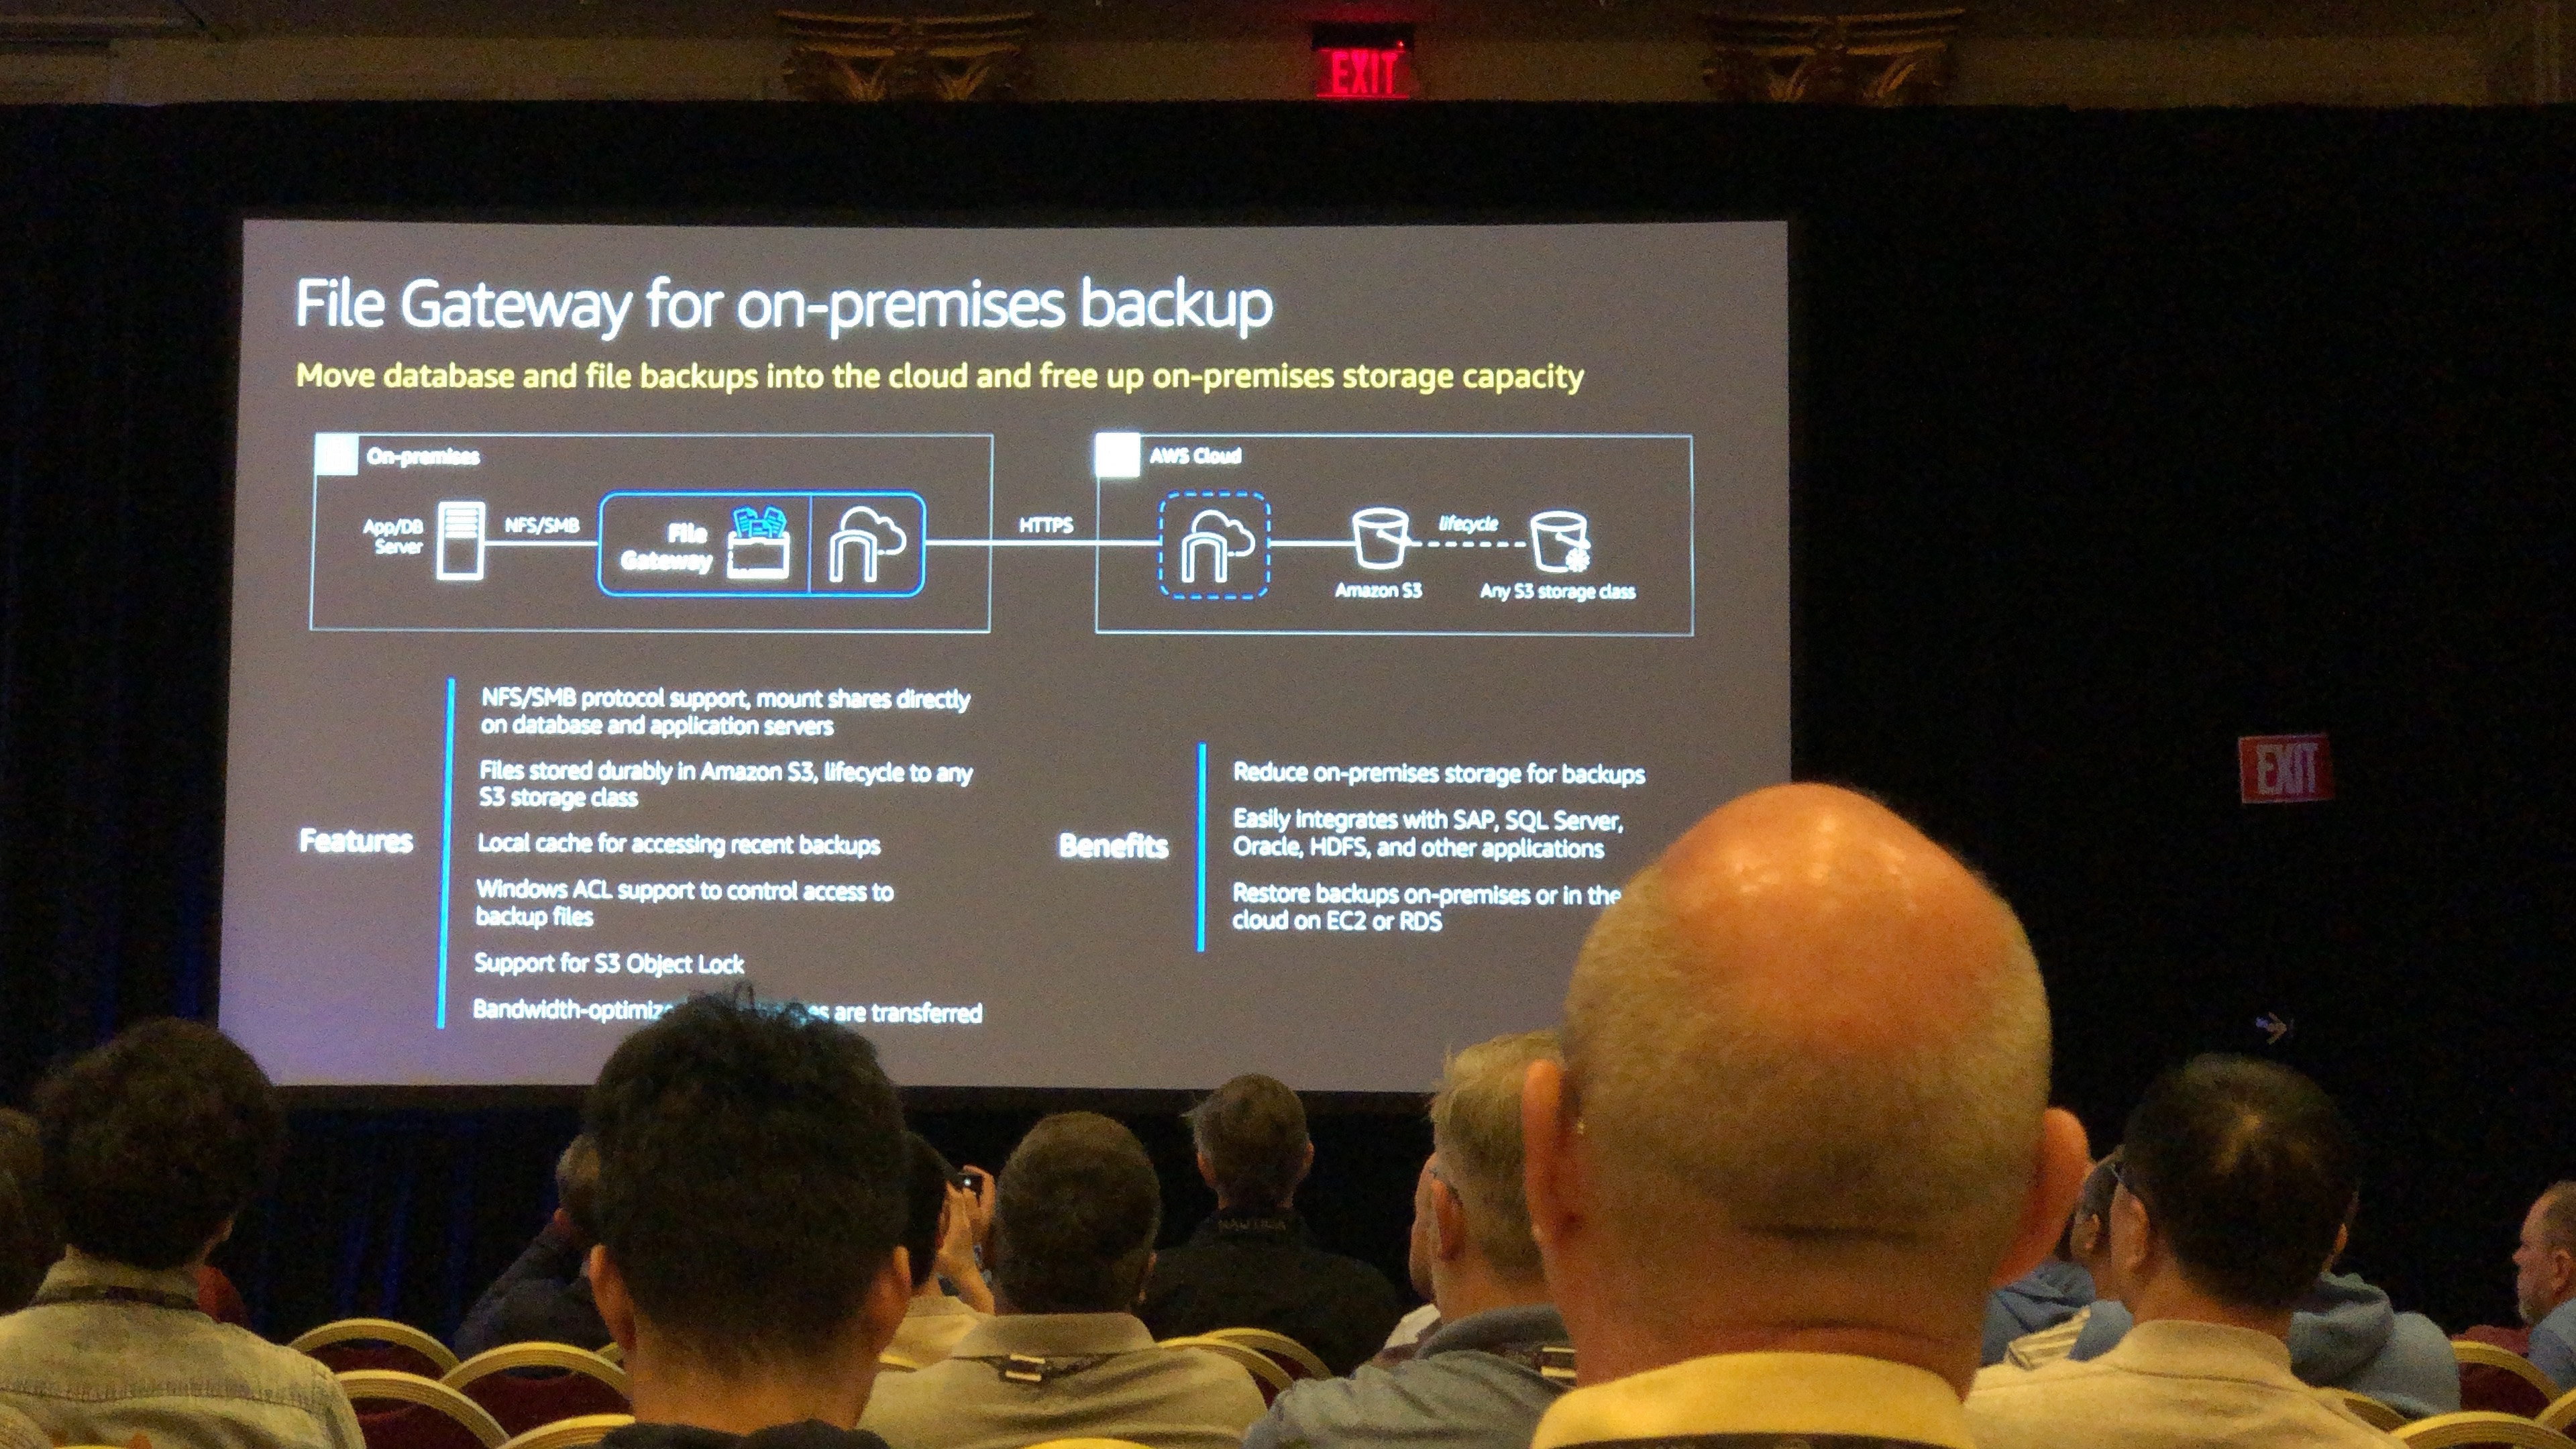 EXIT
File Gateway for on-premises backup
Move database and file backups into the cloud and free up on-premises storage capacity
On-premises
App/DB
Server
NFS/SMB
File
Gateway
HTTPS
AWS Cloud
Amazon S3
lifecycle
Any S3 storage class
Features
NFS/SMB protocol support, mount shares directly
on database and application servers
Files stored durably in Amazon S3, lifecycle to any
S3 storage class
Local cache for accessing recent backups
Windows ACL support to control access to
backup files
Support for S3 Object Lock
are transferred
Benefits
Reduce on-premises storage for backups
Easily integrates with SAP, SQL Server,
Oracle, HDFS, and other applications
Restore backups on-premises or in the
cloud on EC2 or RDS
EXIT